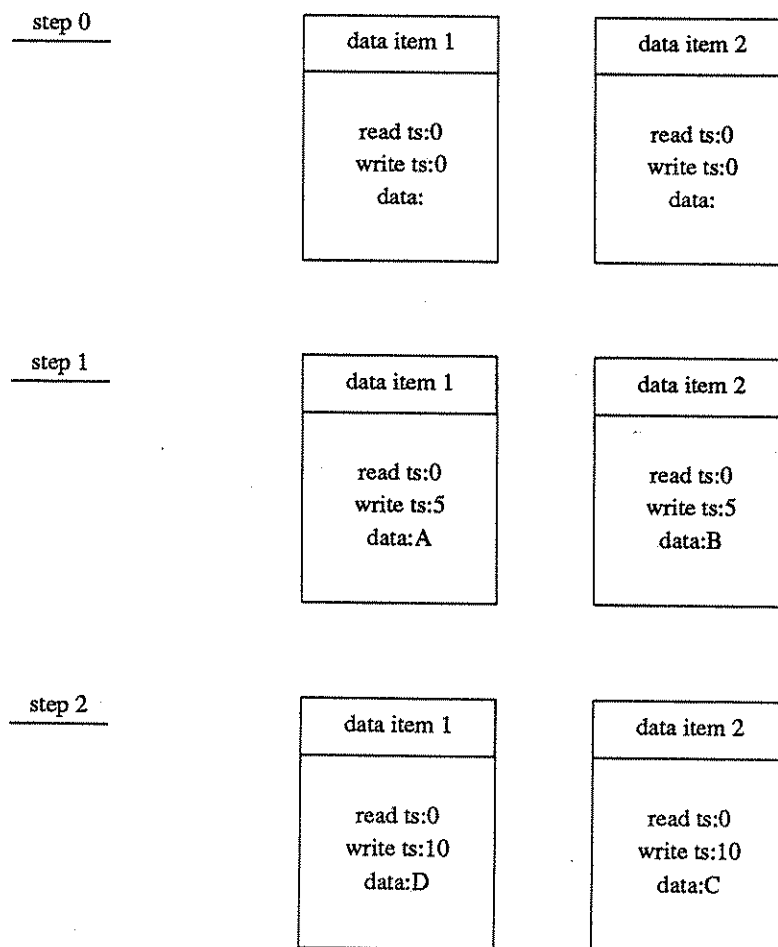 step 0
data item 1
data item 2
read ts:0
write ts:0
data:
read ts:0
write ts:0
data:
step 1
data item 1
data item 2
read ts:0
write ts:5
data:A
read ts:0
write ts:5
data:B
step 2
data item 1
data item 2
read ts:0
write ts:10
data:D
read ts:0
write ts:10
data:C